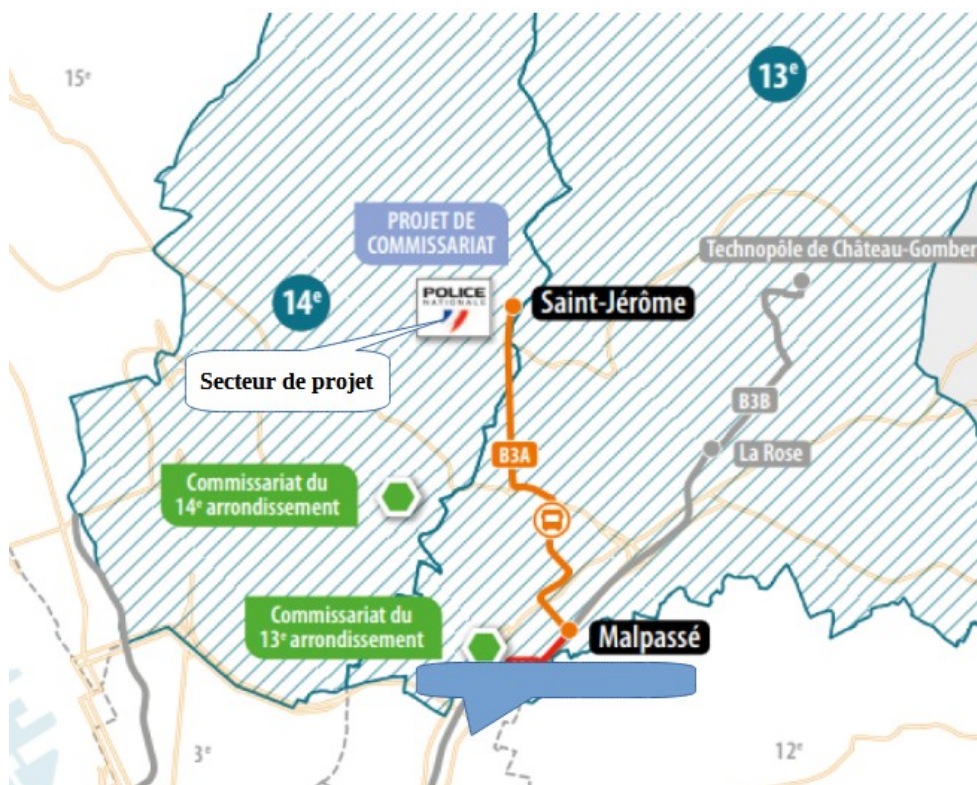 15ᵉ
13ᵉ
PROJET DE
COMMISSARIAT
Technopôle de Château-Gomber
POLICE
NATIONALE
14ᵉ
Saint-Jérôme
Secteur de projet
B3B
B3A
La Rose
Commissariat du
14ᵉ arrondissement
Commissariat du
13ᵉ arrondissement
Malpassé
3ᵉ
12ᵉ